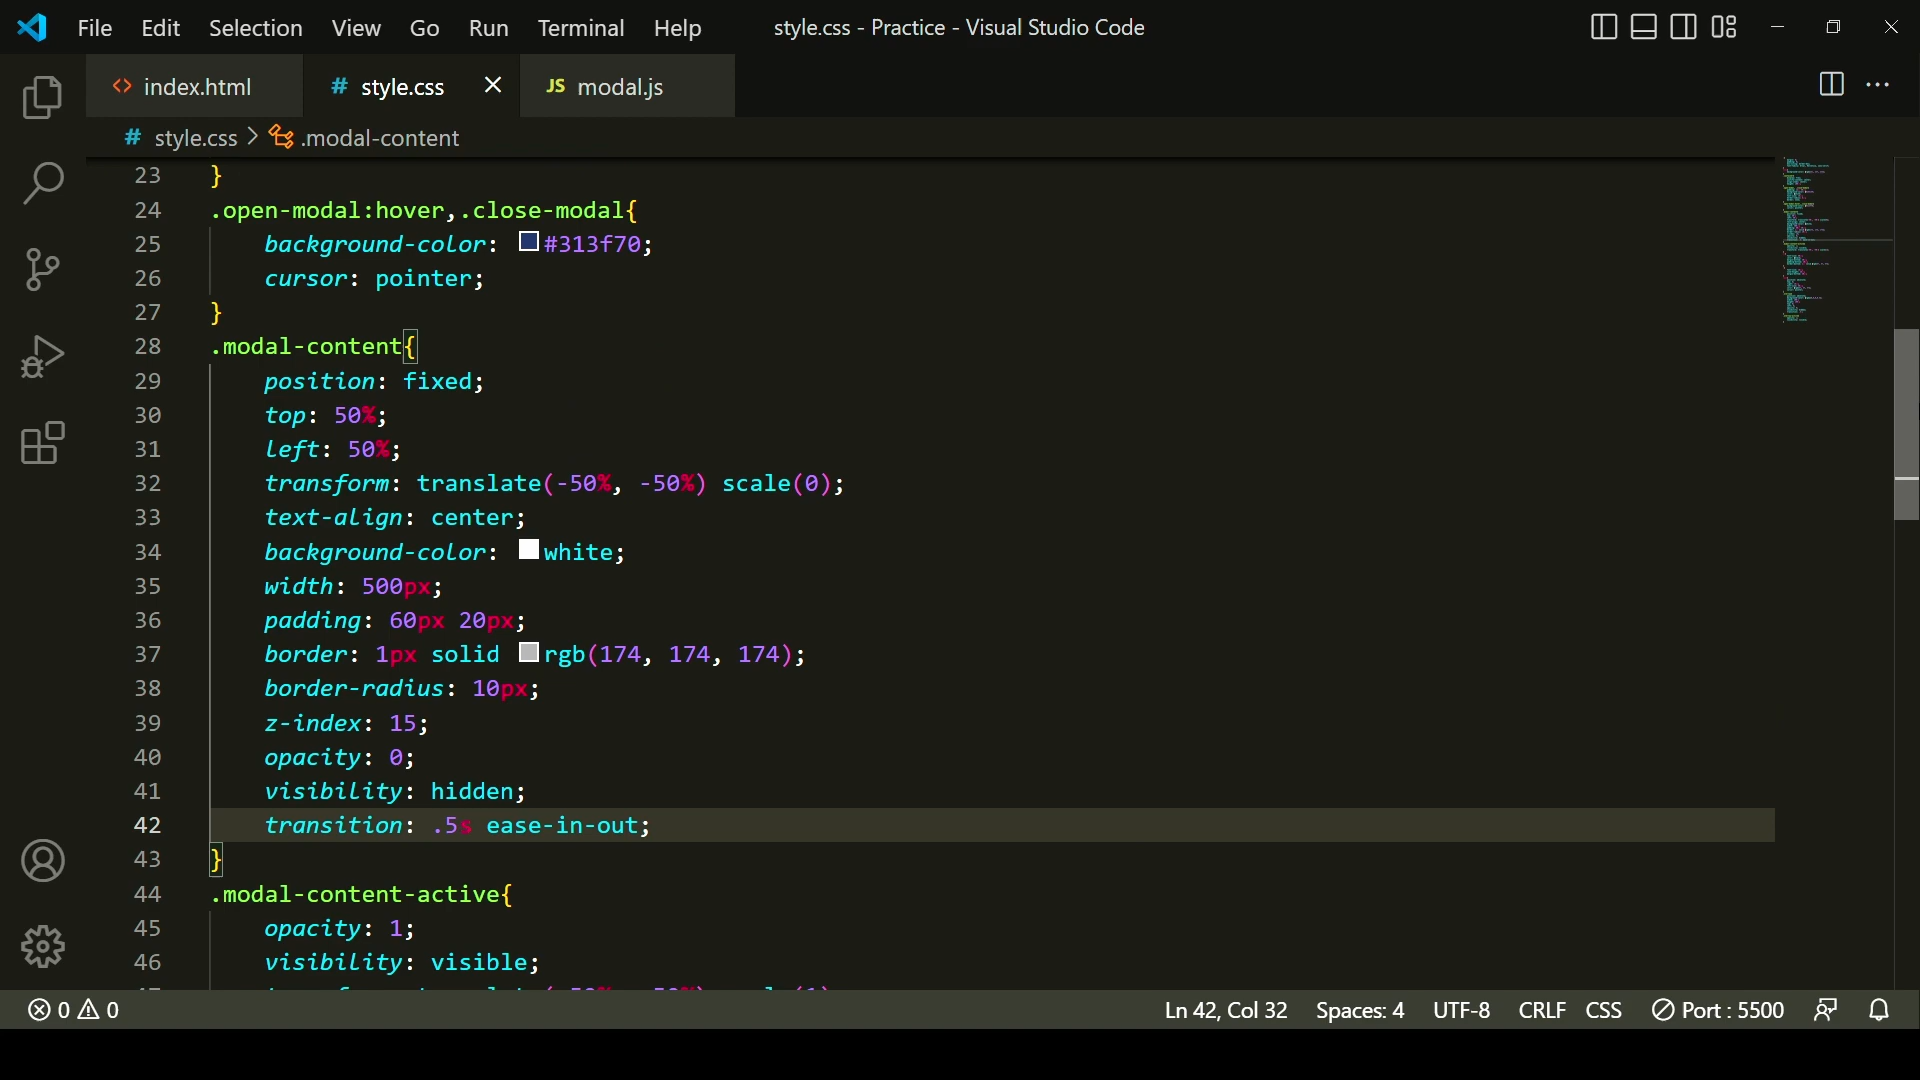 File Edit Selection View Go Run Terminal Help style.css - Practice - Visual Studio Code
<> index.html # style.css JS modal.js
# style.css > .modal-content
23 }
24 .open-modal:hover,.close-modal{
25 background-color: #313f70;
26 cursor: pointer;
27 }
28 .modal-content{
29 position: fixed;
30 top: 50%;
31 left: 50%;
32 transform: translate(-50%, -50%) scale(0);
33 text-align: center;
34 background-color: white;
35 width: 500px;
36 padding: 60px 20px;
37 border: 1px solid rgb(174, 174, 174);
38 border-radius: 10px;
39 z-index: 15;
40 opacity: 0;
41 visibility: hidden;
42 transition: .5s ease-in-out;
43 }
44 .modal-content-active{
45 opacity: 1;
46 visibility: visible;
0 0 Ln 42, Col 32 Spaces: 4 UTF-8 CRLF CSS Port : 5500